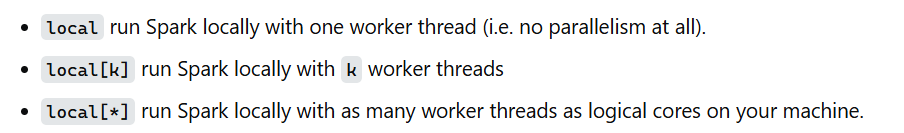 • local run Spark locally with one worker thread (i.e. no parallelism at all).
• local[k] run Spark locally with k worker threads
• local[*] run Spark locally with as many worker threads as logical cores on your machine.